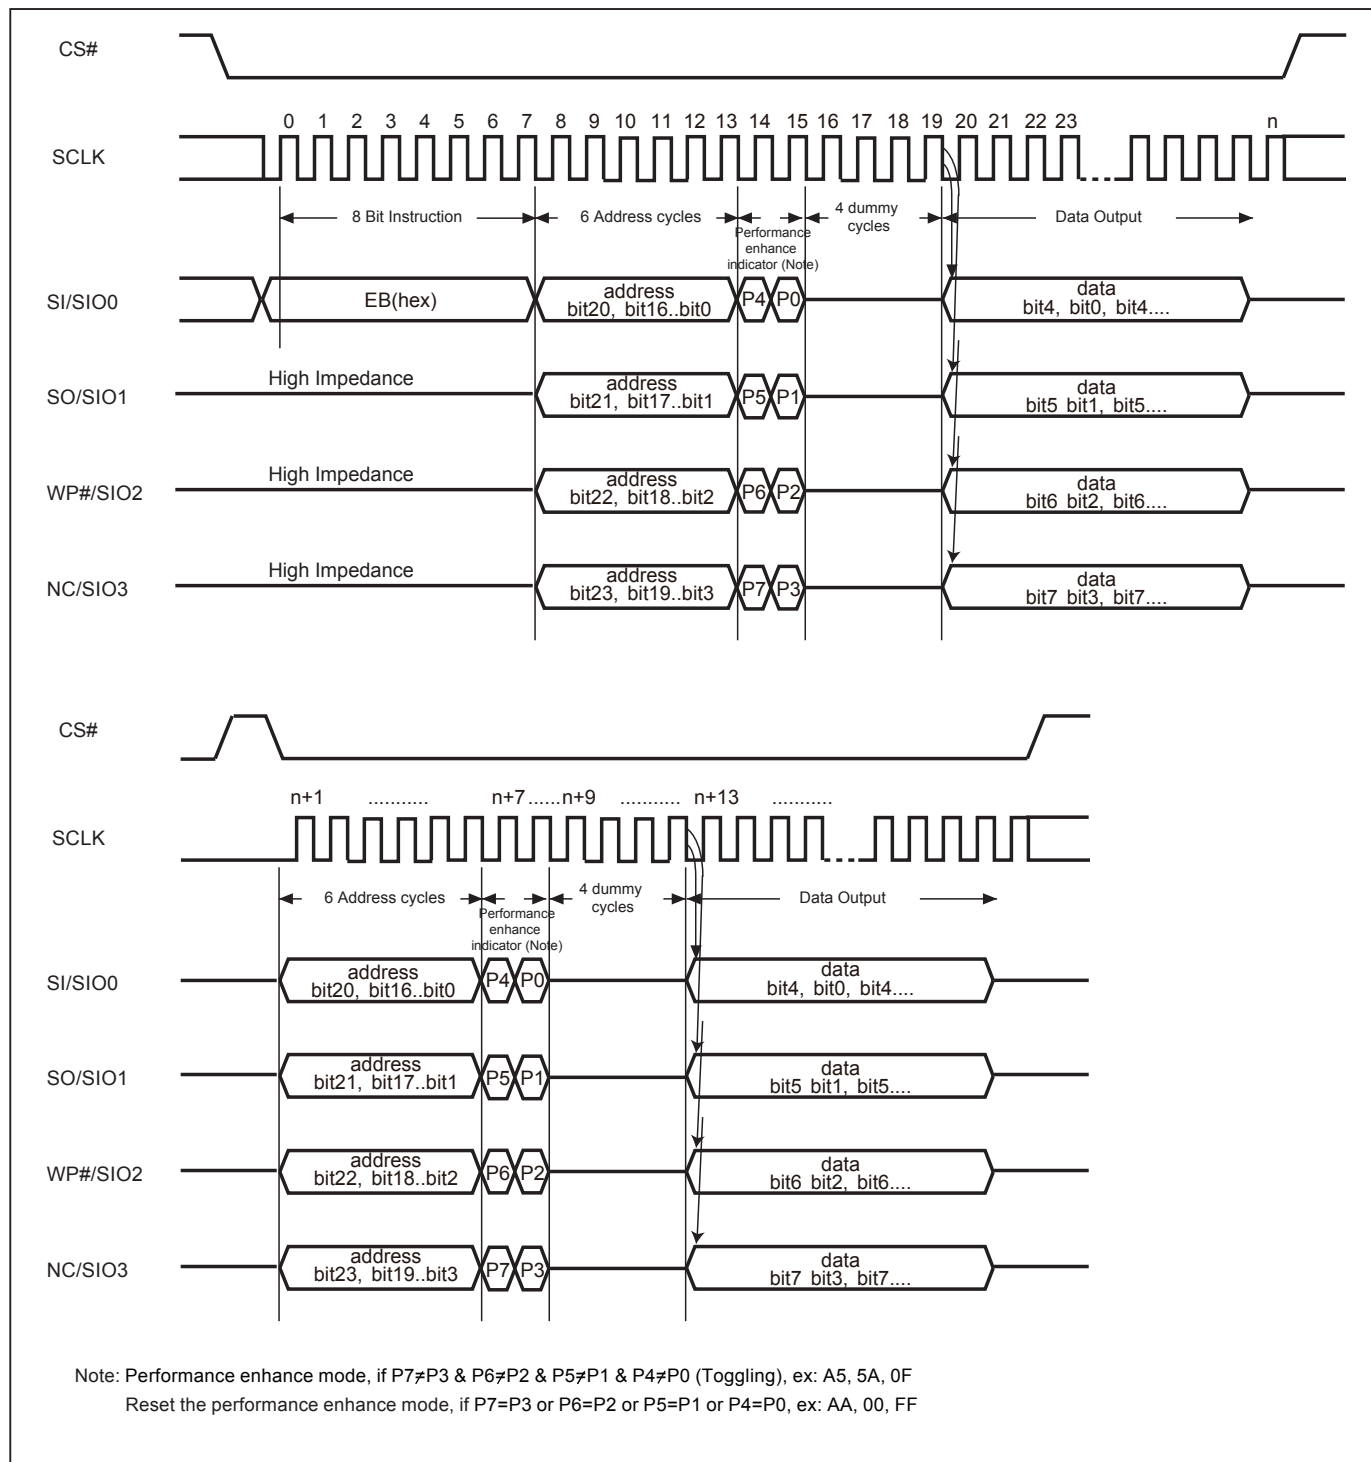 CS#
0 1 2 3 4 5 6 7 8 9 10 11 12 13 14 15 16 17 18 19 20 21 22 23 n
SCLK
8 Bit Instruction
6 Address cycles
Performance
enhance
indicator (Note)
4 dummy
cycles
Data Output
SI/SIO0
EB(hex)
address
bit20, bit16..bit0
P4 P0
data
bit4, bit0, bit4....
SO/SIO1
High Impedance
address
bit21, bit17..bit1
P5 P1
data
bit5 bit1, bit5....
WP#/SIO2
High Impedance
address
bit22, bit18..bit2
P6 P2
data
bit6 bit2, bit6....
NC/SIO3
High Impedance
address
bit23, bit19..bit3
P7 P3
data
bit7 bit3, bit7....
CS#
n+1 ........... n+7 ......n+9 ........... n+13 ...........
SCLK
6 Address cycles
Performance
enhance
indicator (Note)
4 dummy
cycles
Data Output
SI/SIO0
address
bit20, bit16..bit0
P4 P0
data
bit4, bit0, bit4....
SO/SIO1
address
bit21, bit17..bit1
P5 P1
data
bit5 bit1, bit5....
WP#/SIO2
address
bit22, bit18..bit2
P6 P2
data
bit6 bit2, bit6....
NC/SIO3
address
bit23, bit19..bit3
P7 P3
data
bit7 bit3, bit7....
Note: Performance enhance mode, if P7≠P3 & P6≠P2 & P5≠P1 & P4≠P0 (Toggling), ex: A5, 5A, 0F
Reset the performance enhance mode, if P7=P3 or P6=P2 or P5=P1 or P4=P0, ex: AA, 00, FF